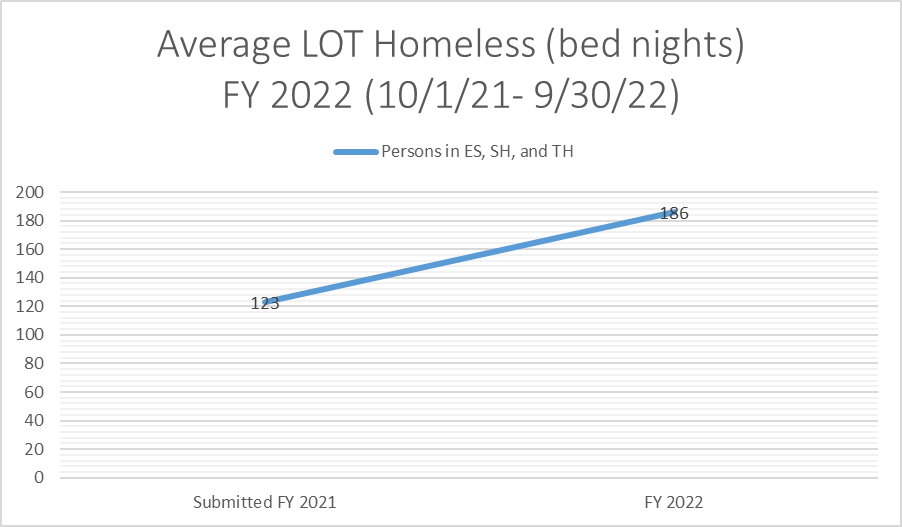 Average LOT Homeless (bed nights)
FY 2022 (10/1/21- 9/30/22)
Persons in ES, SH, and TH
200
180
160
140
120
100
80
60
40
20
0
123
186
Submitted FY 2021
FY 2022